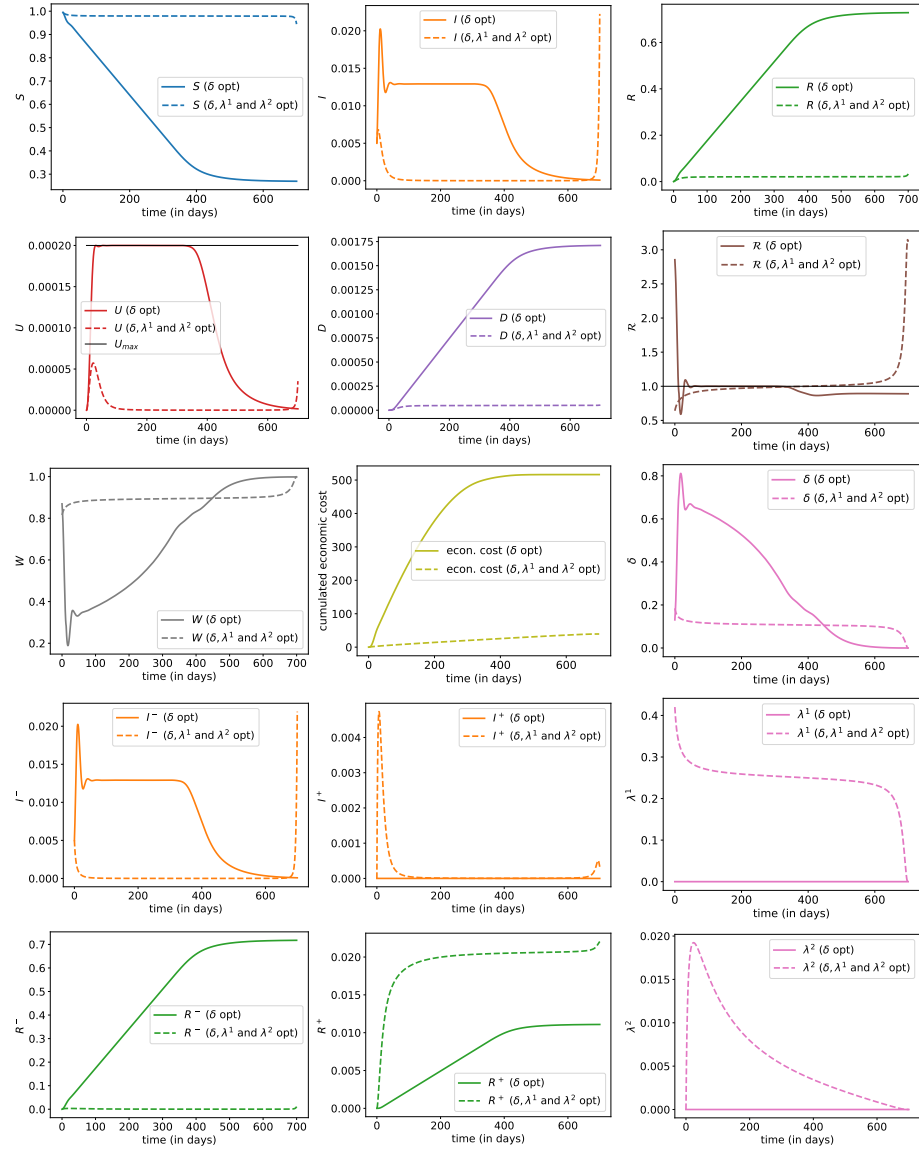 1.0
0.9
0.8
0.7
0.6
0.5
0.4
0.3
S
S (δ opt)
S (δ, λ¹ and λ² opt)
0 200 400 600
time (in days)
0.020
0.015
0.010
0.005
0.000
I
I (δ opt)
I (δ, λ¹ and λ² opt)
0 200 400 600
time (in days)
0.6
0.4
0.2
0.0
R
R (δ opt)
R (δ, λ¹ and λ² opt)
0 100 200 300 400 500 600 700
time (in days)
0.00020
0.00015
0.00010
0.00005
0.00000
U
U (δ opt)
U (δ, λ¹ and λ² opt)
Umax
0 200 400 600
time (in days)
0.00175
0.00150
0.00125
0.00100
0.00075
0.00050
0.00025
0.00000
D
D (δ opt)
D (δ, λ¹ and λ² opt)
0 200 400 600
time (in days)
3.0
2.5
2.0
1.5
1.0
0.5
ℛ
ℛ (δ opt)
ℛ (δ, λ¹ and λ² opt)
0 200 400 600
time (in days)
1.0
0.8
0.6
0.4
0.2
W
W (δ opt)
W (δ, λ¹ and λ² opt)
0 100 200 300 400 500 600 700
time (in days)
500
400
300
200
100
0
cumulated economic cost
econ. cost (δ opt)
econ. cost (δ, λ¹ and λ² opt)
0 200 400 600
time (in days)
0.8
0.6
0.4
0.2
0.0
δ
δ (δ opt)
δ (δ, λ¹ and λ² opt)
0 200 400 600
time (in days)
0.020
0.015
0.010
0.005
0.000
I⁻
I⁻ (δ opt)
I⁻ (δ, λ¹ and λ² opt)
0 200 400 600
time (in days)
0.004
0.003
0.002
0.001
0.000
I⁺
I⁺ (δ opt)
I⁺ (δ, λ¹ and λ² opt)
0 200 400 600
time (in days)
0.4
0.3
0.2
0.1
0.0
λ¹
λ¹ (δ opt)
λ¹ (δ, λ¹ and λ² opt)
0 200 400 600
time (in days)
0.7
0.6
0.5
0.4
0.3
0.2
0.1
0.0
R⁻
R⁻ (δ opt)
R⁻ (δ, λ¹ and λ² opt)
0 100 200 300 400 500 600 700
time (in days)
0.020
0.015
0.010
0.005
0.000
R⁺
R⁺ (δ opt)
R⁺ (δ, λ¹ and λ² opt)
0 200 400 600
time (in days)
0.020
0.015
0.010
0.005
0.000
λ²
λ² (δ opt)
λ² (δ, λ¹ and λ² opt)
0 200 400 600
time (in days)